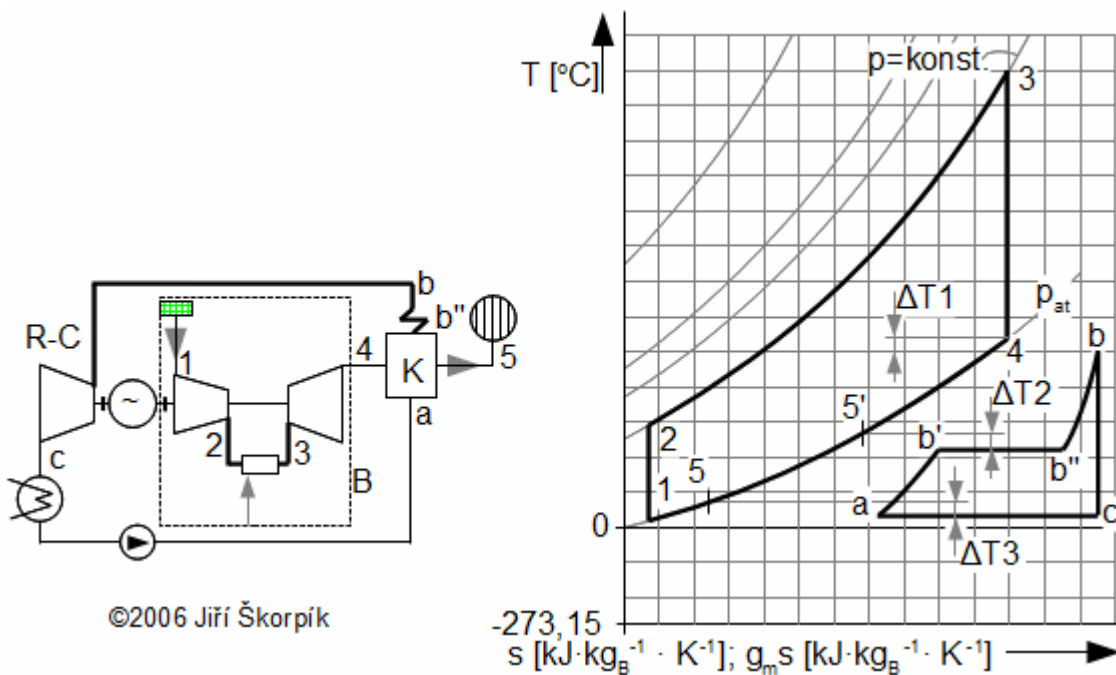 R-C
1
2
3
4
5
a
b
b"
c
K
B
~
©2006 Jiří Škorpík
T [°C]
p=konst.
3
ΔT1
p_at
4
b
ΔT2
5'
b'
2
5
b"
1
a
c
0
ΔT3
-273,15
s [kJ·kg_B^-1 · K^-1]; g_m s [kJ·kg_B^-1 · K^-1]